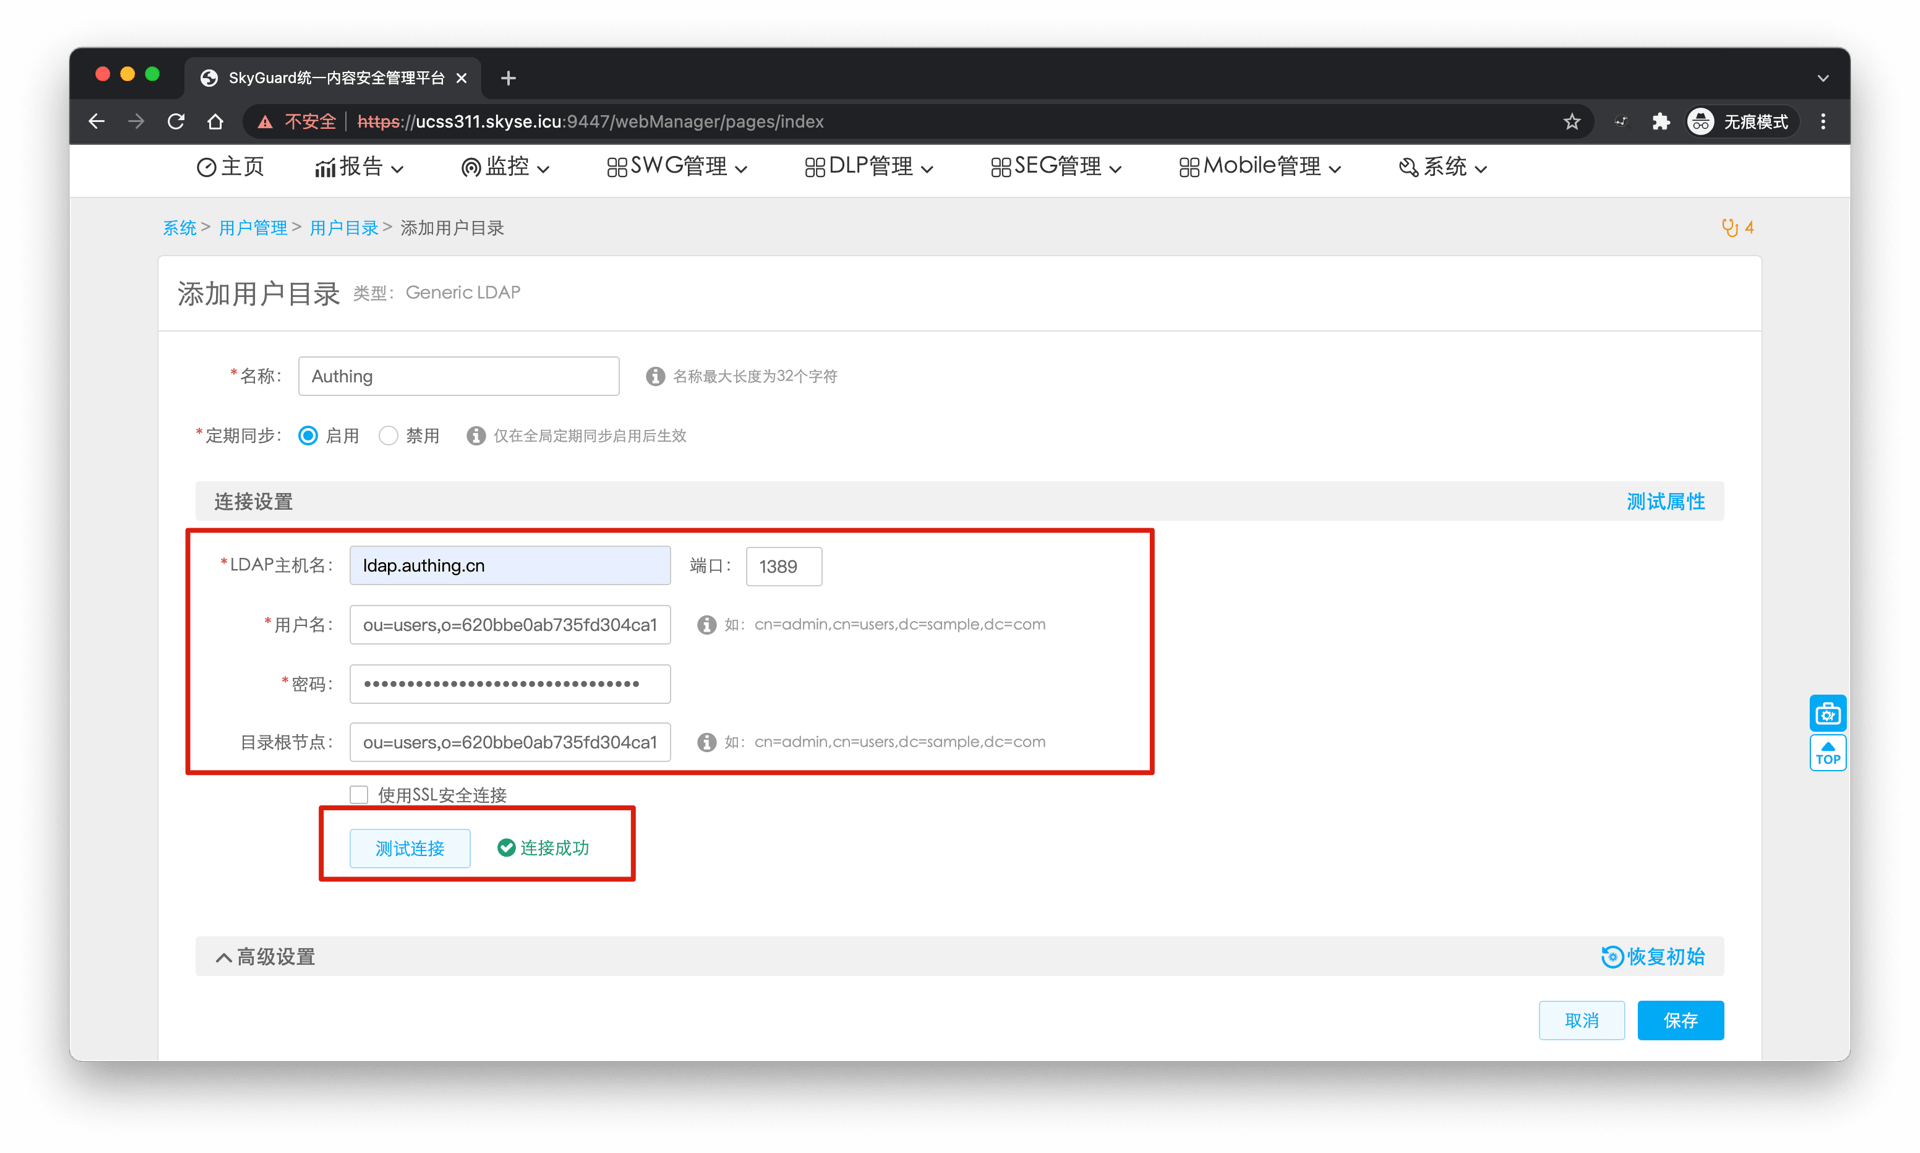 SkyGuard统一内容安全管理平台
不安全 https://ucss311.skyse.icu:9447/webManager/pages/index 无痕模式
主页 报告 监控 SWG管理 DLP管理 SEG管理 Mobile管理 系统
系统 > 用户管理 > 用户目录 > 添加用户目录 4
添加用户目录 类型: Generic LDAP
*名称: Authing 名称最大长度为32个字符
*定期同步: 启用 禁用 仅在全局定期同步启用后生效
连接设置 测试属性
*LDAP主机名: ldap.authing.cn 端口: 1389
*用户名: ou=users,o=620bbe0ab735fd304ca1 如: cn=admin,cn=users,dc=sample,dc=com
*密码: ••••••••••••••••••••••••••••••••
目录根节点: ou=users,o=620bbe0ab735fd304ca1 如: cn=admin,cn=users,dc=sample,dc=com
TOP
使用SSL安全连接
测试连接 连接成功
高级设置 恢复初始
取消 保存